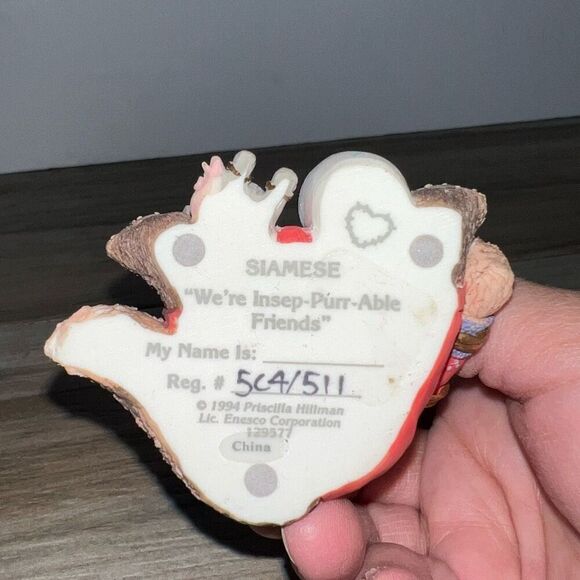 SIAMESE
"We're Insep-Purr-Able
Friends"
My Name Is:
Reg. # 5C4/511
© 1994 Priscilla Hillman
Lic. Enesco Corporation
129577
China